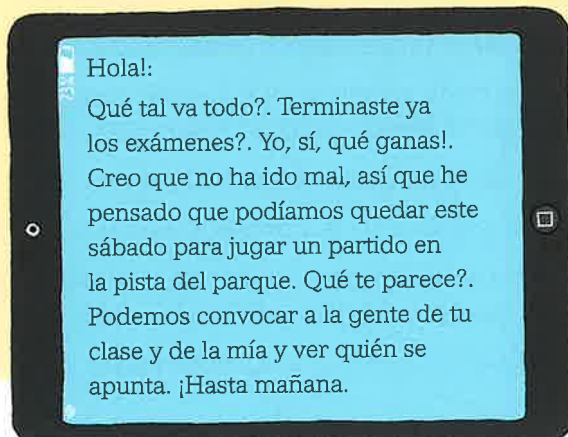 23%
Hola!:
Qué tal va todo?. Terminaste ya
los exámenes?. Yo, sí, qué ganas!.
Creo que no ha ido mal, así que he
pensado que podíamos quedar este
sábado para jugar un partido en
la pista del parque. Qué te parece?.
Podemos convocar a la gente de tu
clase y de la mía y ver quién se
apunta. ¡Hasta mañana.